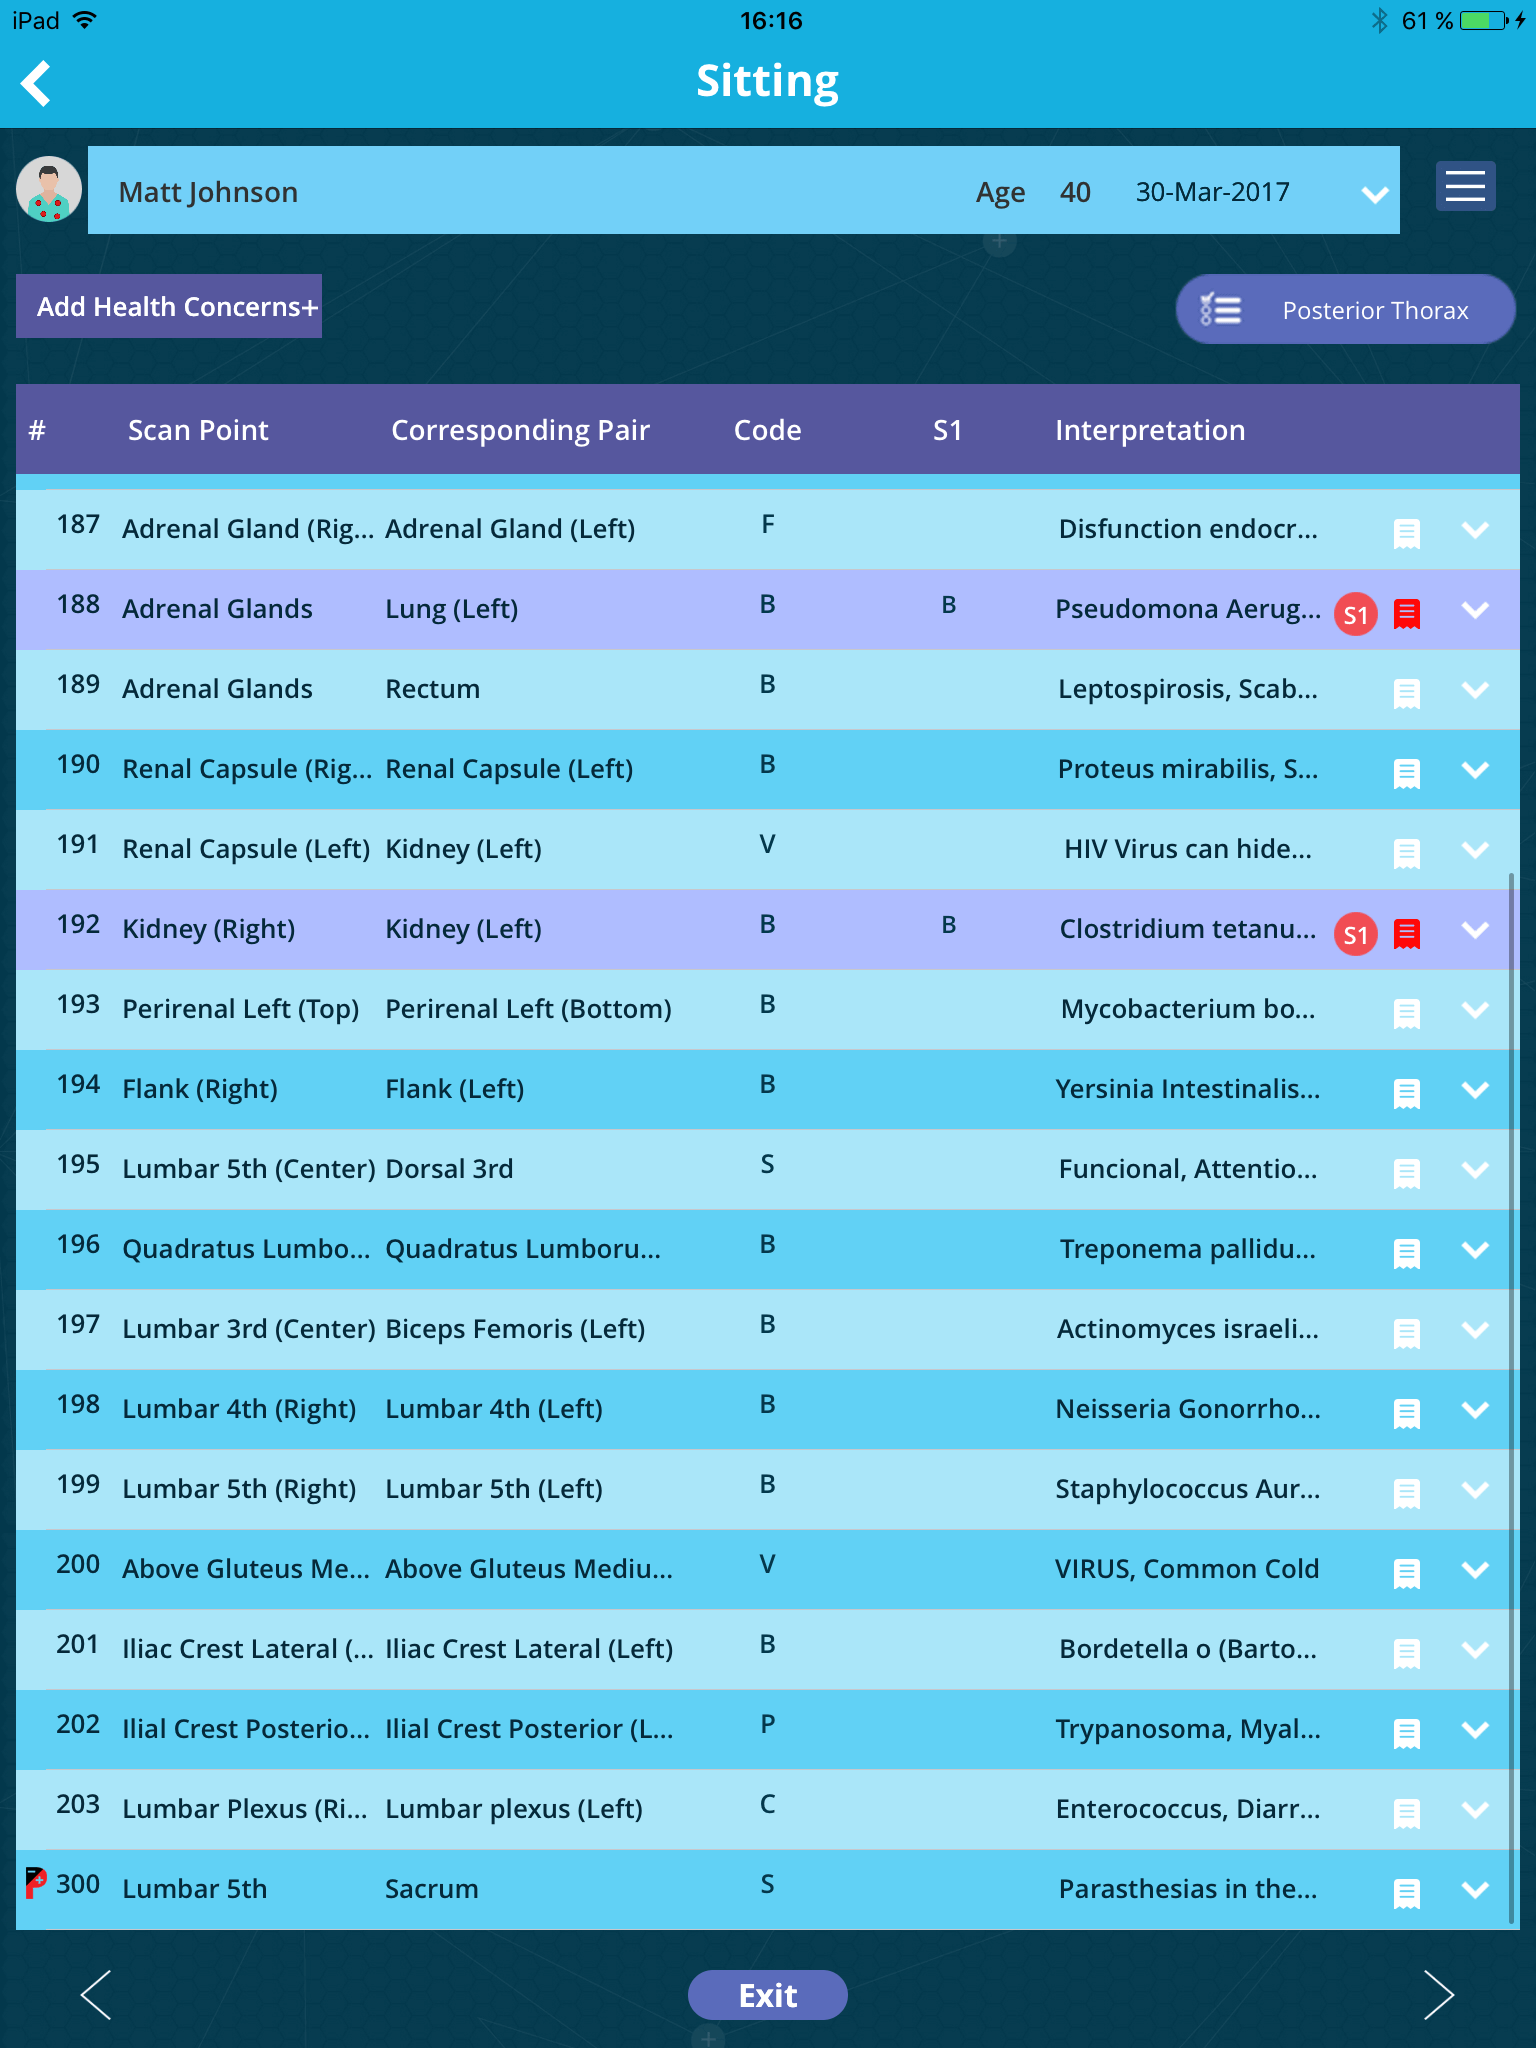 iPad 16:16 61 %
Sitting
Matt Johnson Age 40 30-Mar-2017
Add Health Concerns+ Posterior Thorax
# Scan Point Corresponding Pair Code S1 Interpretation
187 Adrenal Gland (Rig... Adrenal Gland (Left) F Disfunction endocr...
188 Adrenal Glands Lung (Left) B B Pseudomona Aerug... S1
189 Adrenal Glands Rectum B Leptospirosis, Scab...
190 Renal Capsule (Rig... Renal Capsule (Left) B Proteus mirabilis, S...
191 Renal Capsule (Left) Kidney (Left) V HIV Virus can hide...
192 Kidney (Right) Kidney (Left) B B Clostridium tetanu... S1
193 Perirenal Left (Top) Perirenal Left (Bottom) B Mycobacterium bo...
194 Flank (Right) Flank (Left) B Yersinia Intestinalis...
195 Lumbar 5th (Center) Dorsal 3rd S Funcional, Attentio...
196 Quadratus Lumbo... Quadratus Lumboru... B Treponema pallidu...
197 Lumbar 3rd (Center) Biceps Femoris (Left) B Actinomyces israeli...
198 Lumbar 4th (Right) Lumbar 4th (Left) B Neisseria Gonorrho...
199 Lumbar 5th (Right) Lumbar 5th (Left) B Staphylococcus Aur...
200 Above Gluteus Me... Above Gluteus Mediu... V VIRUS, Common Cold
201 Iliac Crest Lateral (... Iliac Crest Lateral (Left) B Bordetella o (Barto...
202 Ilial Crest Posterio... Ilial Crest Posterior (L... P Trypanosoma, Myal...
203 Lumbar Plexus (Ri... Lumbar plexus (Left) C Enterococcus, Diarr...
P 300 Lumbar 5th Sacrum S Parasthesias in the...
Exit